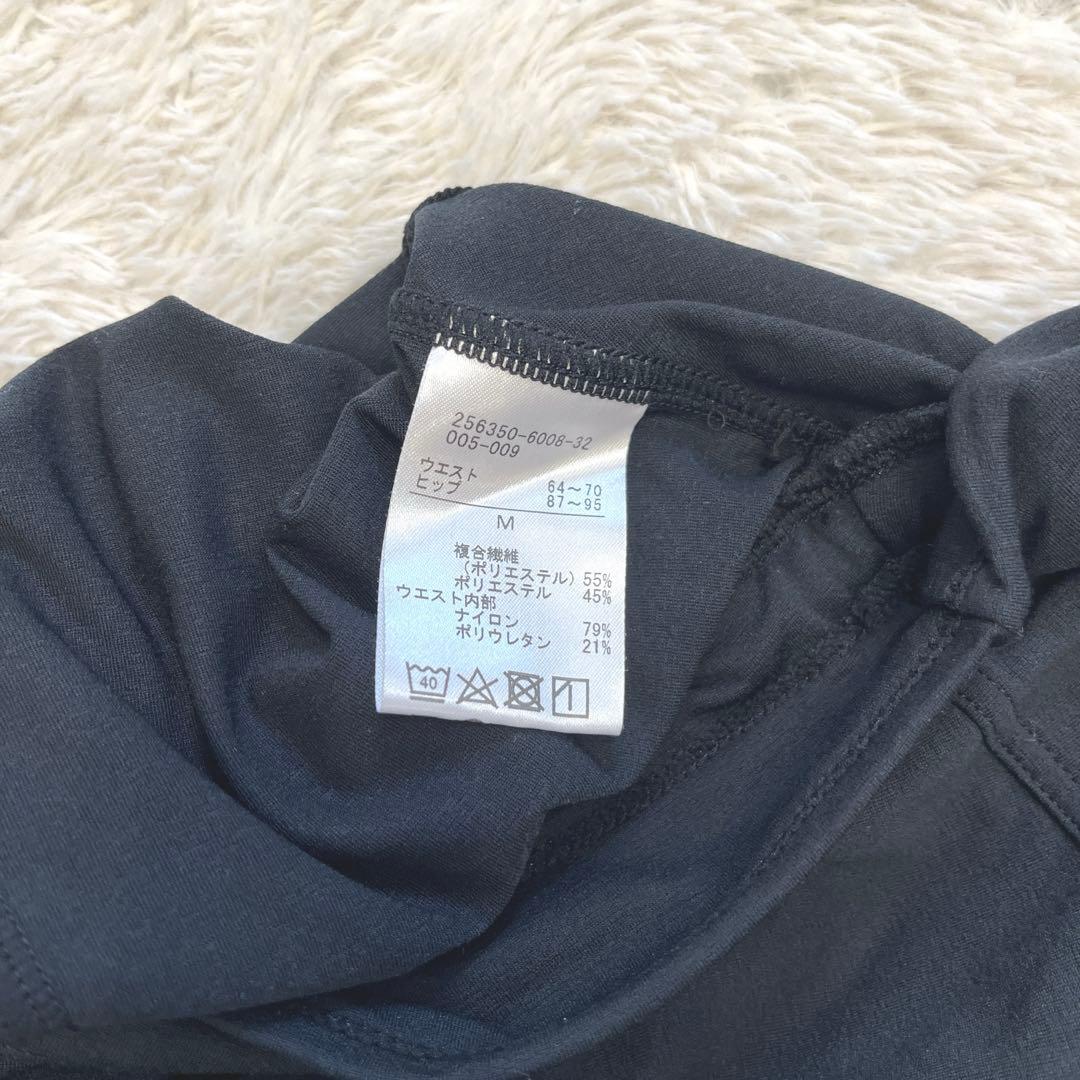 256350-6008-32
005-009
ウエスト 64～70
ヒップ 87～95
M
複合繊維
(ポリエステル) 55%
ポリエステル 45%
ウエスト内部
ナイロン 79%
ポリウレタン 21%
40